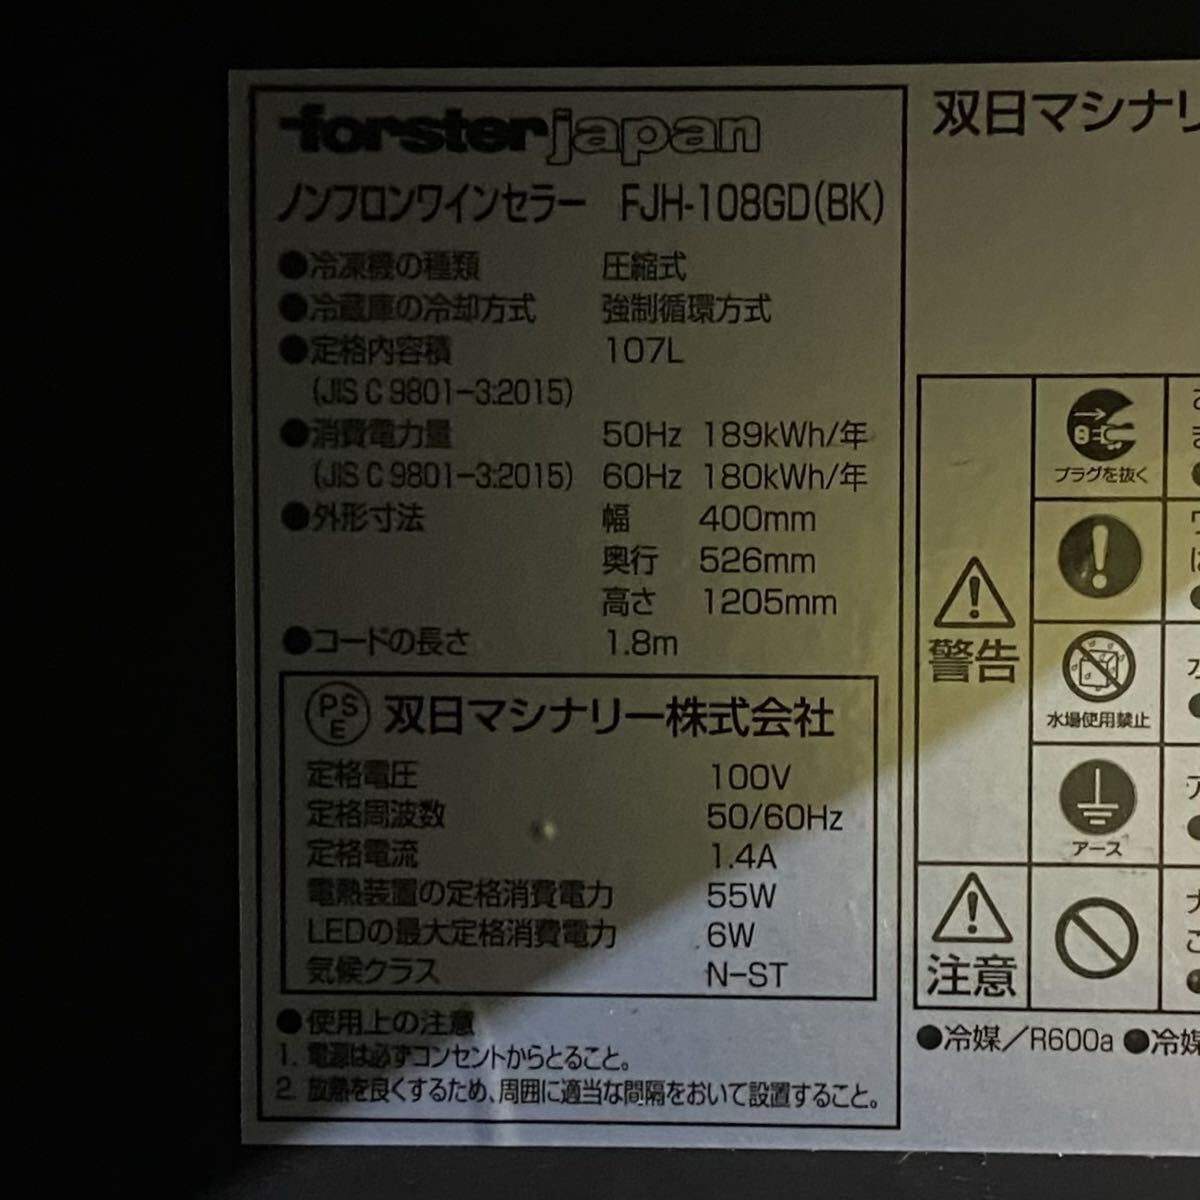 forsterjapan
ノンフロンワインセラー FJH-108GD(BK)
●冷凍機の種類 圧縮式
●冷蔵庫の冷却方式 強制循環方式
●定格内容積 107L
(JIS C 9801-3:2015)
●消費電力量 50Hz 189kWh/年
(JIS C 9801-3:2015) 60Hz 180kWh/年
●外形寸法 幅 400mm
奥行 526mm
高さ 1205mm
●コードの長さ 1.8m
PSE 双日マシナリー株式会社
定格電圧 100V
定格周波数 50/60Hz
定格電流 1.4A
電熱装置の定格消費電力 55W
LEDの最大定格消費電力 6W
気候クラス N-ST
●使用上の注意
1. 電源は必ずコンセントからとること。
2. 放熱を良くするため、周囲に適当な間隔をおいて設置すること。
双日マシナリ
警告
プラグを抜く
水場使用禁止
アース
注意
●冷媒/R600a ●冷媒